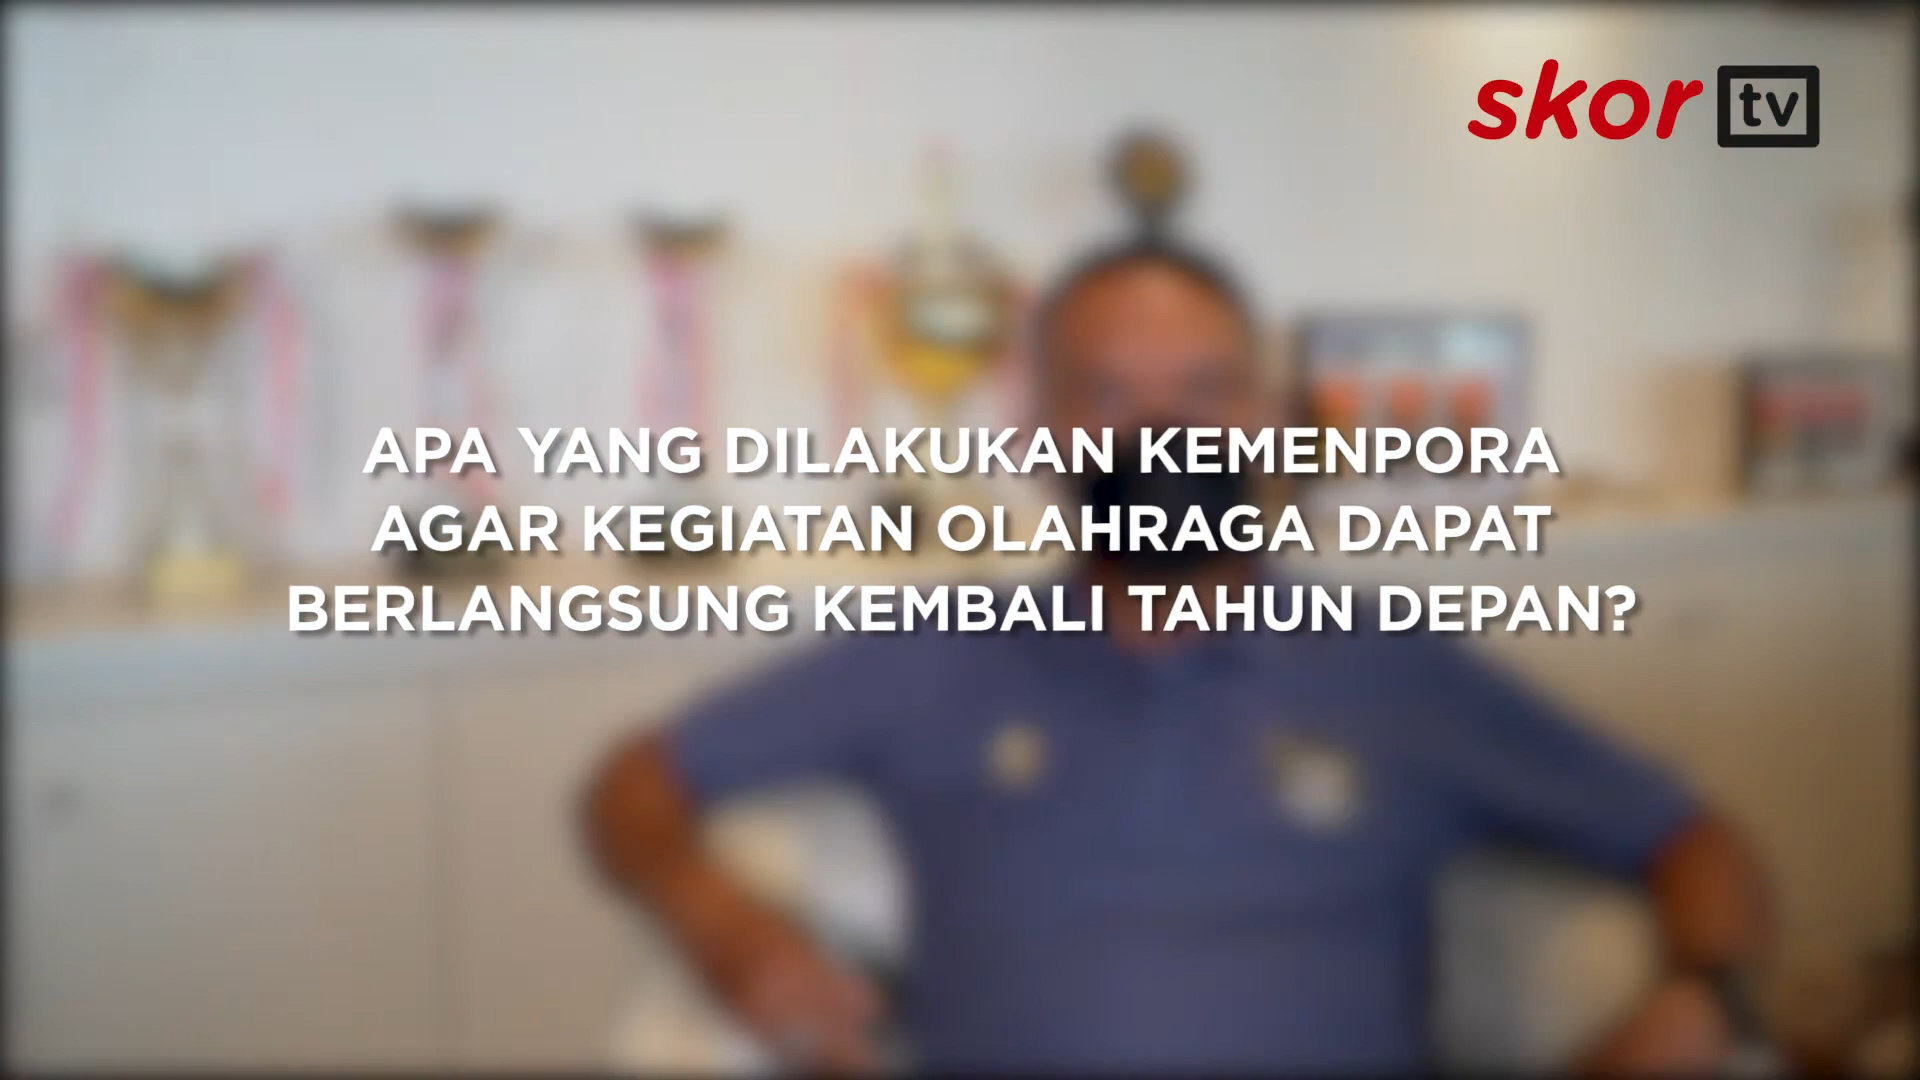 skor tv
APA YANG DILAKUKAN KEMENPORA
AGAR KEGIATAN OLAHRAGA DAPAT
BERLANGSUNG KEMBALI TAHUN DEPAN?